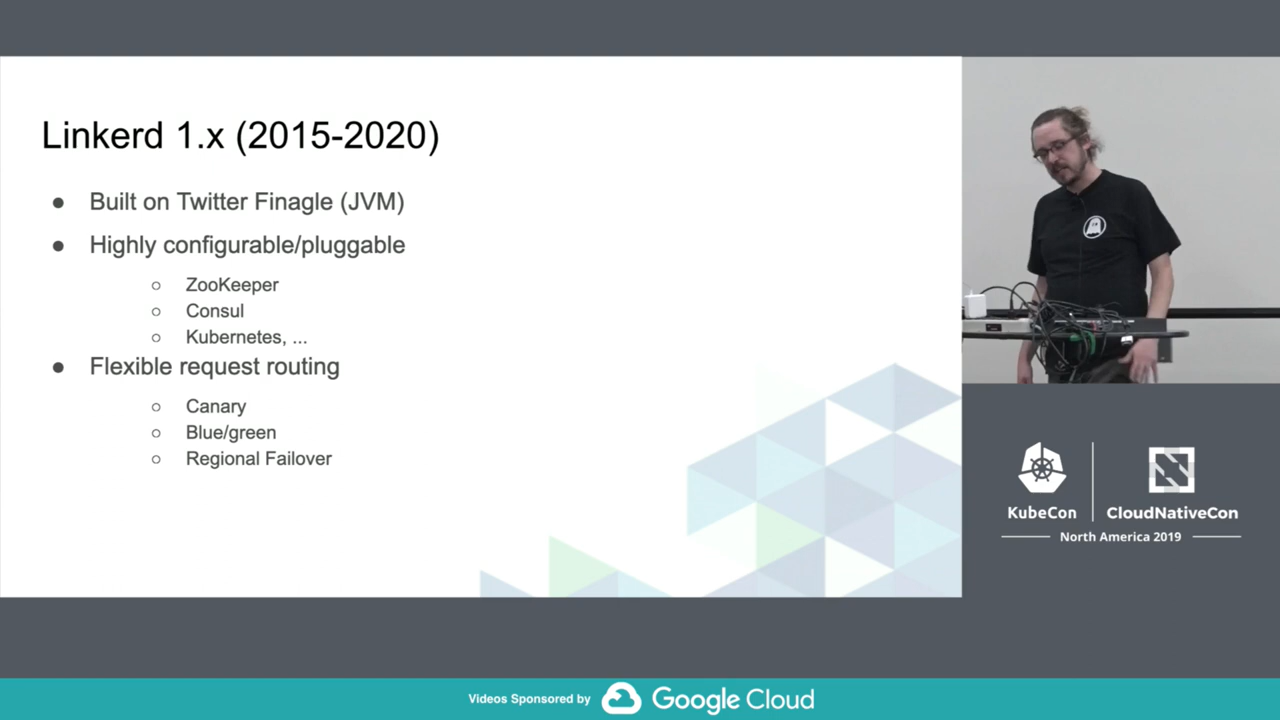 Linkerd 1.x (2015-2020)
● Built on Twitter Finagle (JVM)
● Highly configurable/pluggable
○ ZooKeeper
○ Consul
○ Kubernetes, ...
● Flexible request routing
○ Canary
○ Blue/green
○ Regional Failover
KubeCon
CloudNativeCon
North America 2019
Videos Sponsored by
Google Cloud